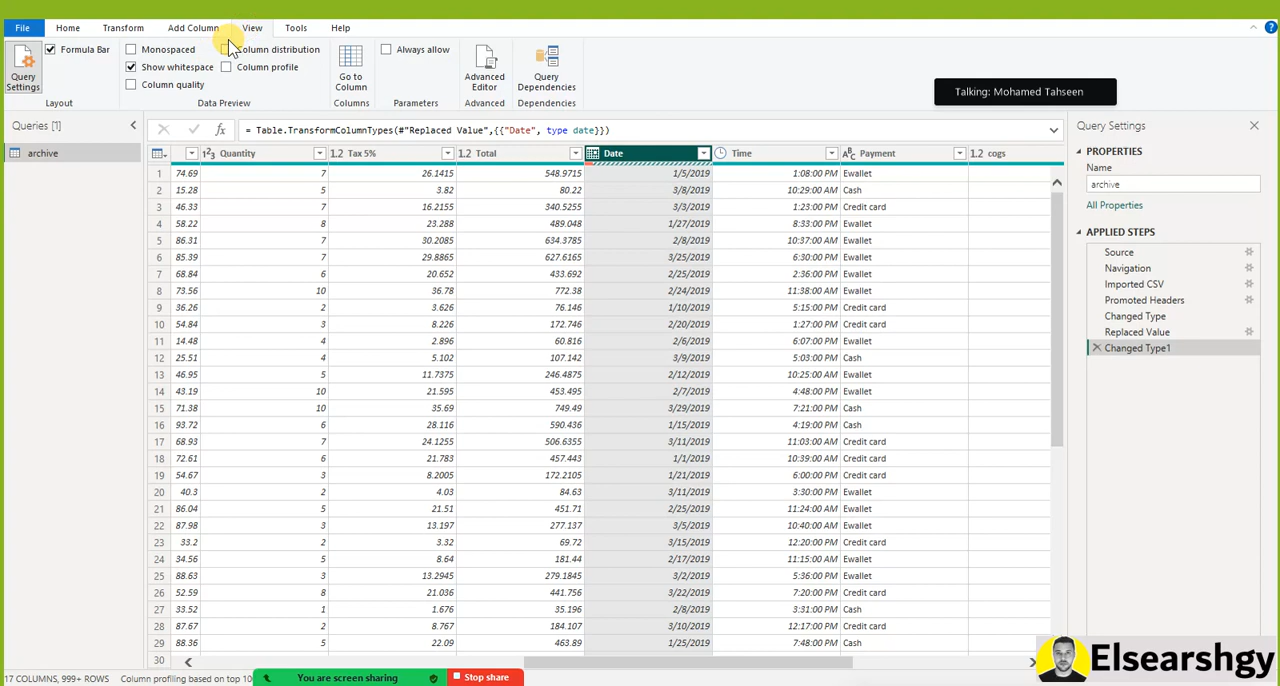 File Home Transform Add Column View Tools Help
Query Settings
Formula Bar
Layout
Monospaced
Show whitespace
Column quality
Column distribution
Column profile
Data Preview
Go to Column
Columns
Always allow
Parameters
Advanced Editor
Advanced
Query Dependencies
Dependencies
Talking: Mohamed Tahseen
Queries [1]
archive
fx = Table.TransformColumnTypes(#"Replaced Value",{{"Date", type date}})
1²3 Quantity 1.2 Tax 5% 1.2 Total Date Time ABC Payment 1.2 cogs
1 74.69 7 26.1415 548.9715 1/5/2019 1:08:00 PM Ewallet
2 15.28 5 3.82 80.22 3/8/2019 10:29:00 AM Cash
3 46.33 7 16.2155 340.5255 3/3/2019 1:23:00 PM Credit card
4 58.22 8 23.288 489.048 1/27/2019 8:33:00 PM Ewallet
5 86.31 7 30.2085 634.3785 2/8/2019 10:37:00 AM Ewallet
6 85.39 7 29.8865 627.6165 3/25/2019 6:30:00 PM Ewallet
7 68.84 6 20.652 433.692 2/25/2019 2:36:00 PM Ewallet
8 73.56 10 36.78 772.38 2/24/2019 11:38:00 AM Ewallet
9 36.26 2 3.626 76.146 1/10/2019 5:15:00 PM Credit card
10 54.84 3 8.226 172.746 2/20/2019 1:27:00 PM Credit card
11 14.48 4 2.896 60.816 2/6/2019 6:07:00 PM Ewallet
12 25.51 4 5.102 107.142 3/9/2019 5:03:00 PM Cash
13 46.95 5 11.7375 246.4875 2/12/2019 10:25:00 AM Ewallet
14 43.19 10 21.595 453.495 2/7/2019 4:48:00 PM Ewallet
15 71.38 10 35.69 749.49 3/29/2019 7:21:00 PM Cash
16 93.72 6 28.116 590.436 1/15/2019 4:19:00 PM Cash
17 68.93 7 24.1255 506.6355 3/11/2019 11:03:00 AM Credit card
18 72.61 6 21.783 457.443 1/1/2019 10:39:00 AM Credit card
19 54.67 3 8.2005 172.2105 1/21/2019 6:00:00 PM Credit card
20 40.3 2 4.03 84.63 3/11/2019 3:30:00 PM Ewallet
21 86.04 5 21.51 451.71 2/25/2019 11:24:00 AM Ewallet
22 87.98 3 13.197 277.137 3/5/2019 10:40:00 AM Ewallet
23 33.2 2 3.32 69.72 3/15/2019 12:20:00 PM Credit card
24 34.56 5 8.64 181.44 2/17/2019 11:15:00 AM Ewallet
25 88.63 3 13.2945 279.1845 3/2/2019 5:36:00 PM Ewallet
26 52.59 8 21.036 441.756 3/22/2019 7:20:00 PM Credit card
27 33.52 1 1.676 35.196 2/8/2019 3:31:00 PM Cash
28 87.67 2 8.767 184.107 3/10/2019 12:17:00 PM Credit card
29 88.36 5 22.09 463.89 1/25/2019 7:48:00 PM Cash
30
Query Settings
PROPERTIES
Name
archive
All Properties
APPLIED STEPS
Source
Navigation
Imported CSV
Promoted Headers
Changed Type
Replaced Value
Changed Type1
Elsearshgy
17 COLUMNS, 999+ ROWS Column profiling based on top
You are screen sharing
Stop share